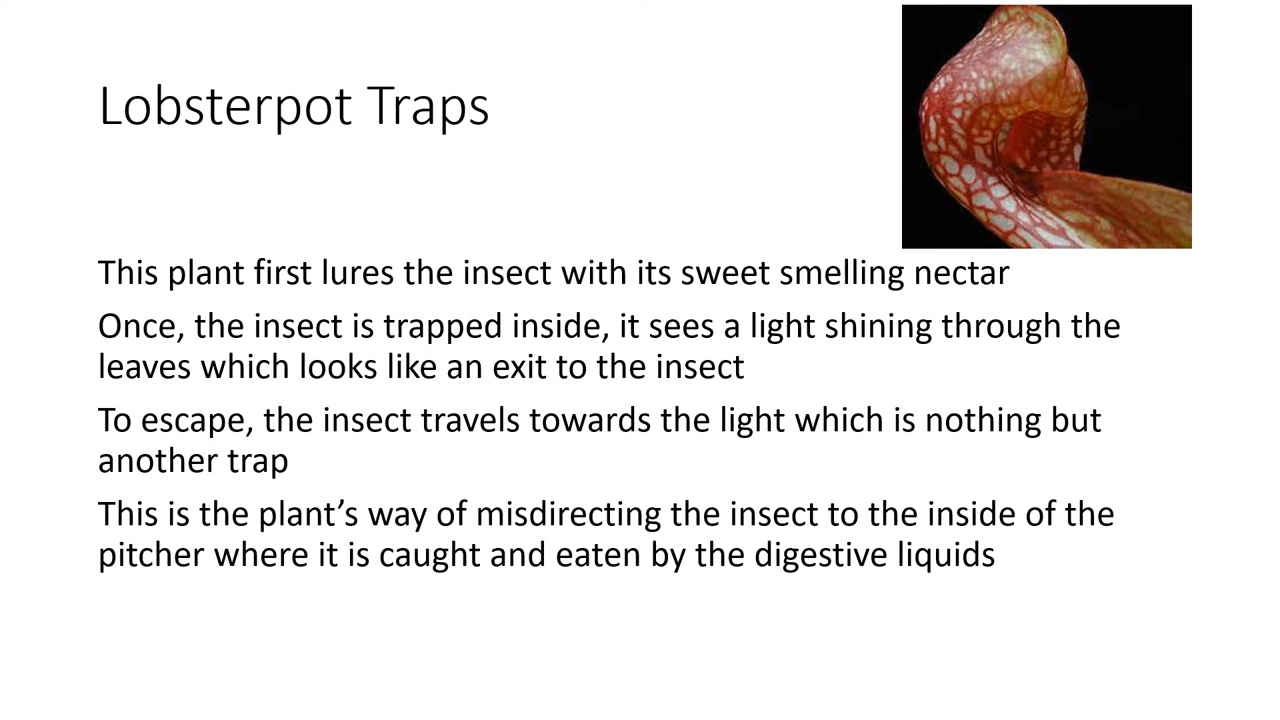 Lobsterpot Traps
This plant first lures the insect with its sweet smelling nectar
Once, the insect is trapped inside, it sees a light shining through the
leaves which looks like an exit to the insect
To escape, the insect travels towards the light which is nothing but
another trap
This is the plant’s way of misdirecting the insect to the inside of the
pitcher where it is caught and eaten by the digestive liquids